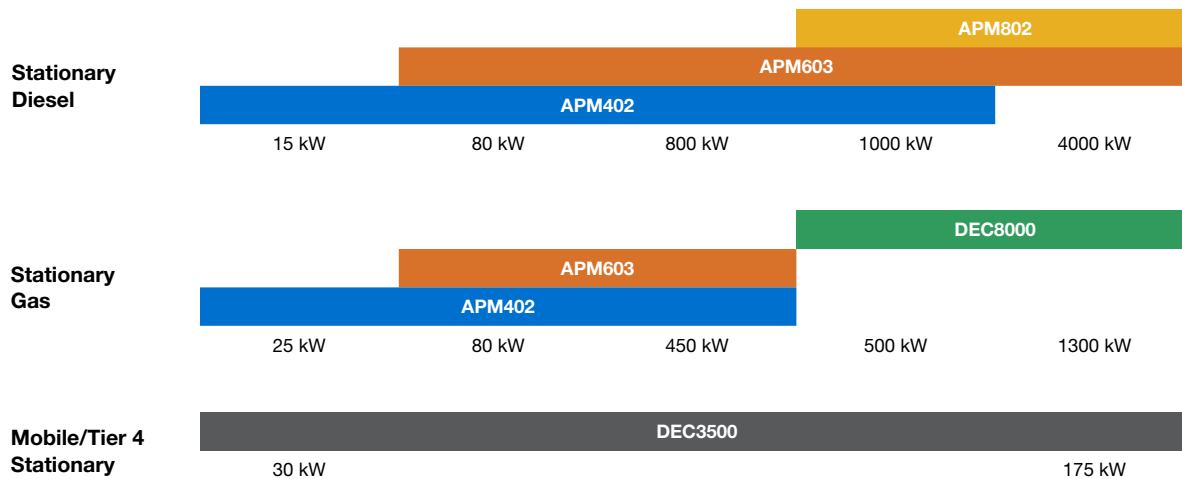 APM802
Stationary
Diesel
APM603
APM402
15 kW 80 kW 800 kW 1000 kW 4000 kW
DEC8000
Stationary
Gas
APM603
APM402
25 kW 80 kW 450 kW 500 kW 1300 kW
Mobile/Tier 4
Stationary
DEC3500
30 kW 175 kW